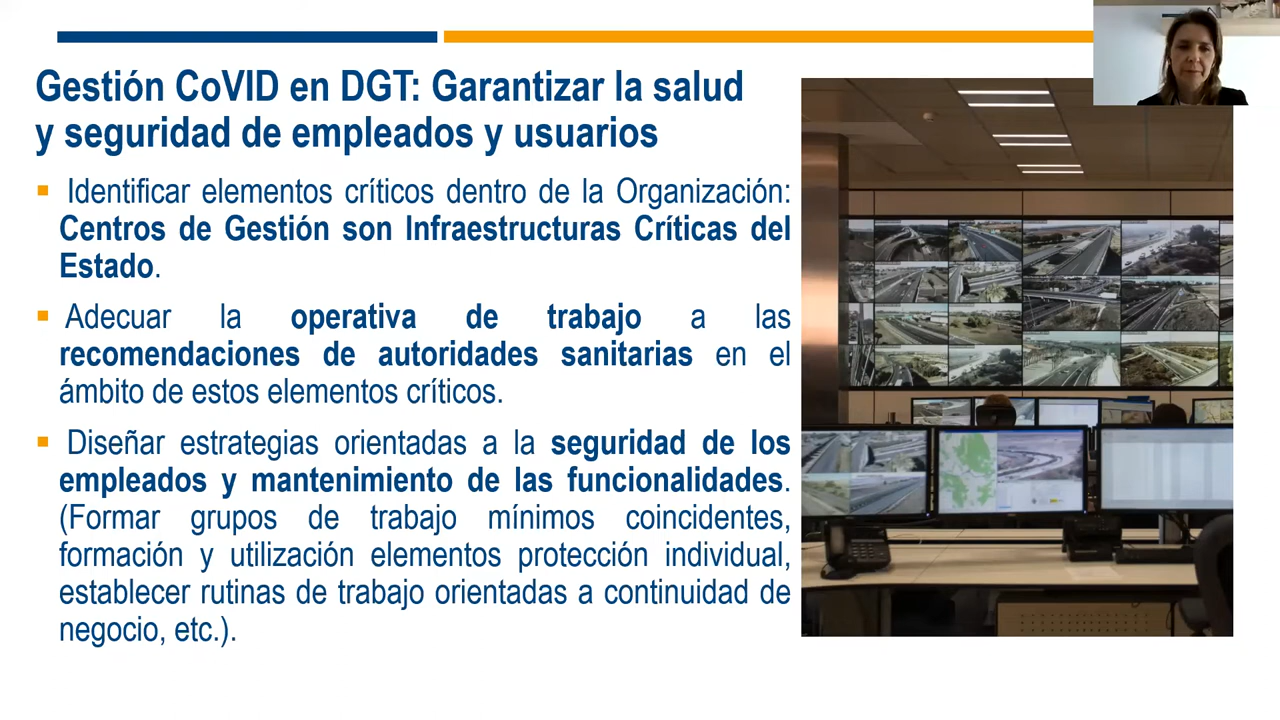 Gestión CoVID en DGT: Garantizar la salud
y seguridad de empleados y usuarios
Identificar elementos críticos dentro de la Organización:
Centros de Gestión son Infraestructuras Críticas del
Estado.
Adecuar la operativa de trabajo a las
recomendaciones de autoridades sanitarias en el
ámbito de estos elementos críticos.
Diseñar estrategias orientadas a la seguridad de los
empleados y mantenimiento de las funcionalidades.
(Formar grupos de trabajo mínimos coincidentes,
formación y utilización elementos protección individual,
establecer rutinas de trabajo orientadas a continuidad de
negocio, etc.).